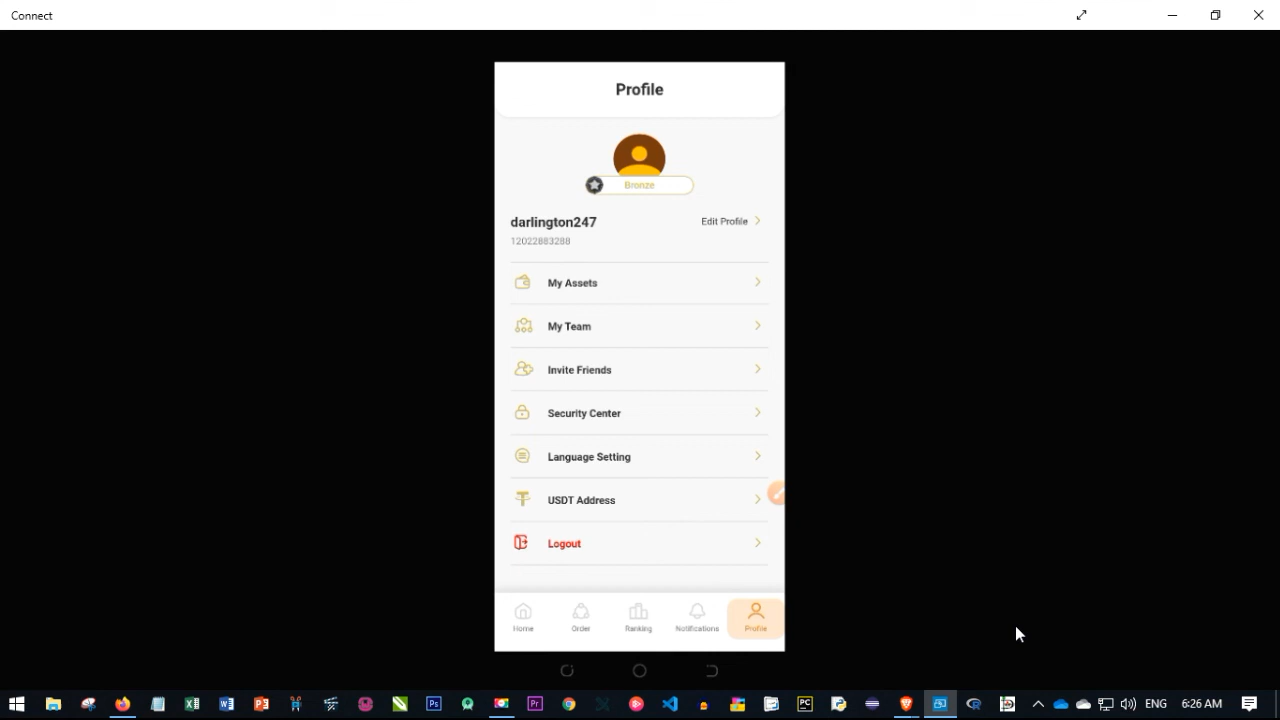 Connect
Profile
Bronze
darlington247
Edit Profile
12022883288
My Assets
My Team
Invite Friends
Security Center
Language Setting
USDT Address
Logout
Home
Order
Ranking
Notifications
Profile
ENG
6:26 AM